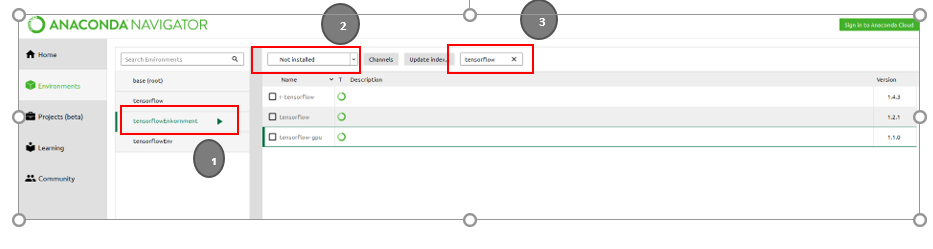 ANACONDA NAVIGATOR
2
3
Sign in to Anaconda Cloud
Home
Environments
Projects (beta)
Learning
Community
Search Environments
base (root)
tensorflow
tensorflowEnkornment
tensorflowEnv
1
Not installed
Channels
Update index...
tensorflow X
Name T Description Version
r-tensorflow 1.4.3
tensorflow 1.2.1
tensorflow-gpu 1.1.0